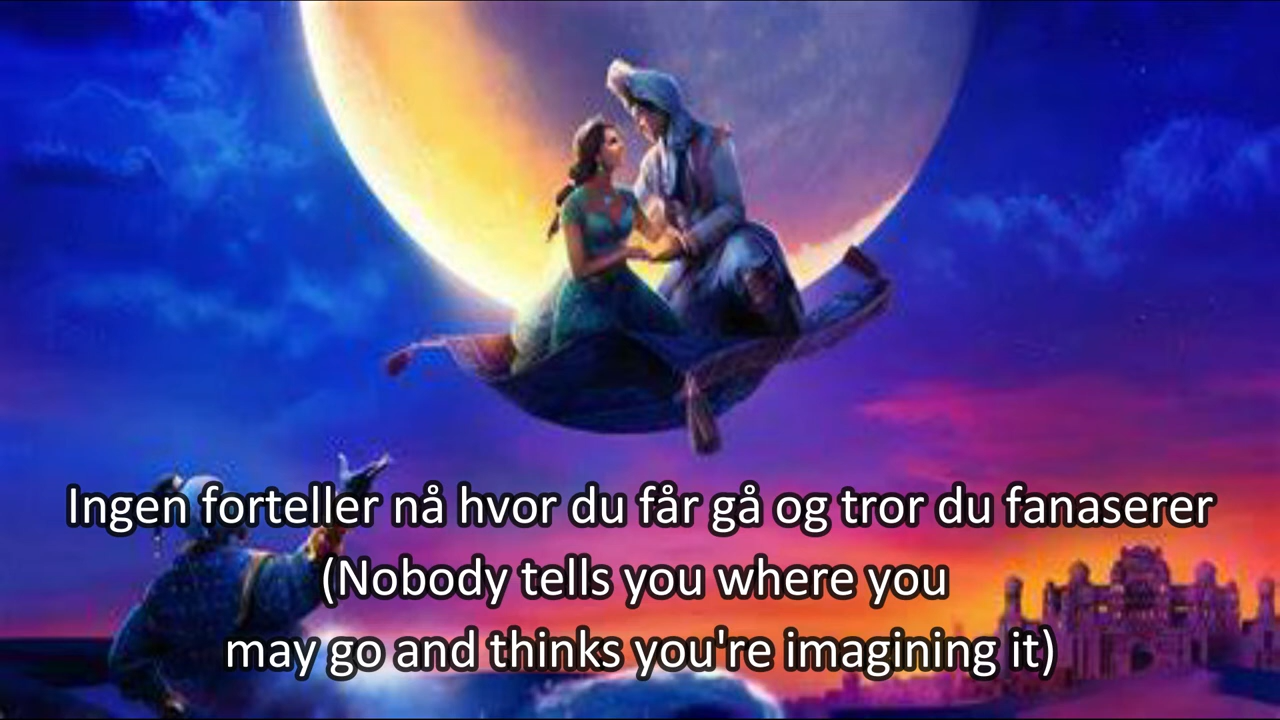 Ingen forteller nå hvor du får gå og tror du fanaserer
(Nobody tells you where you
may go and thinks you're imagining it)